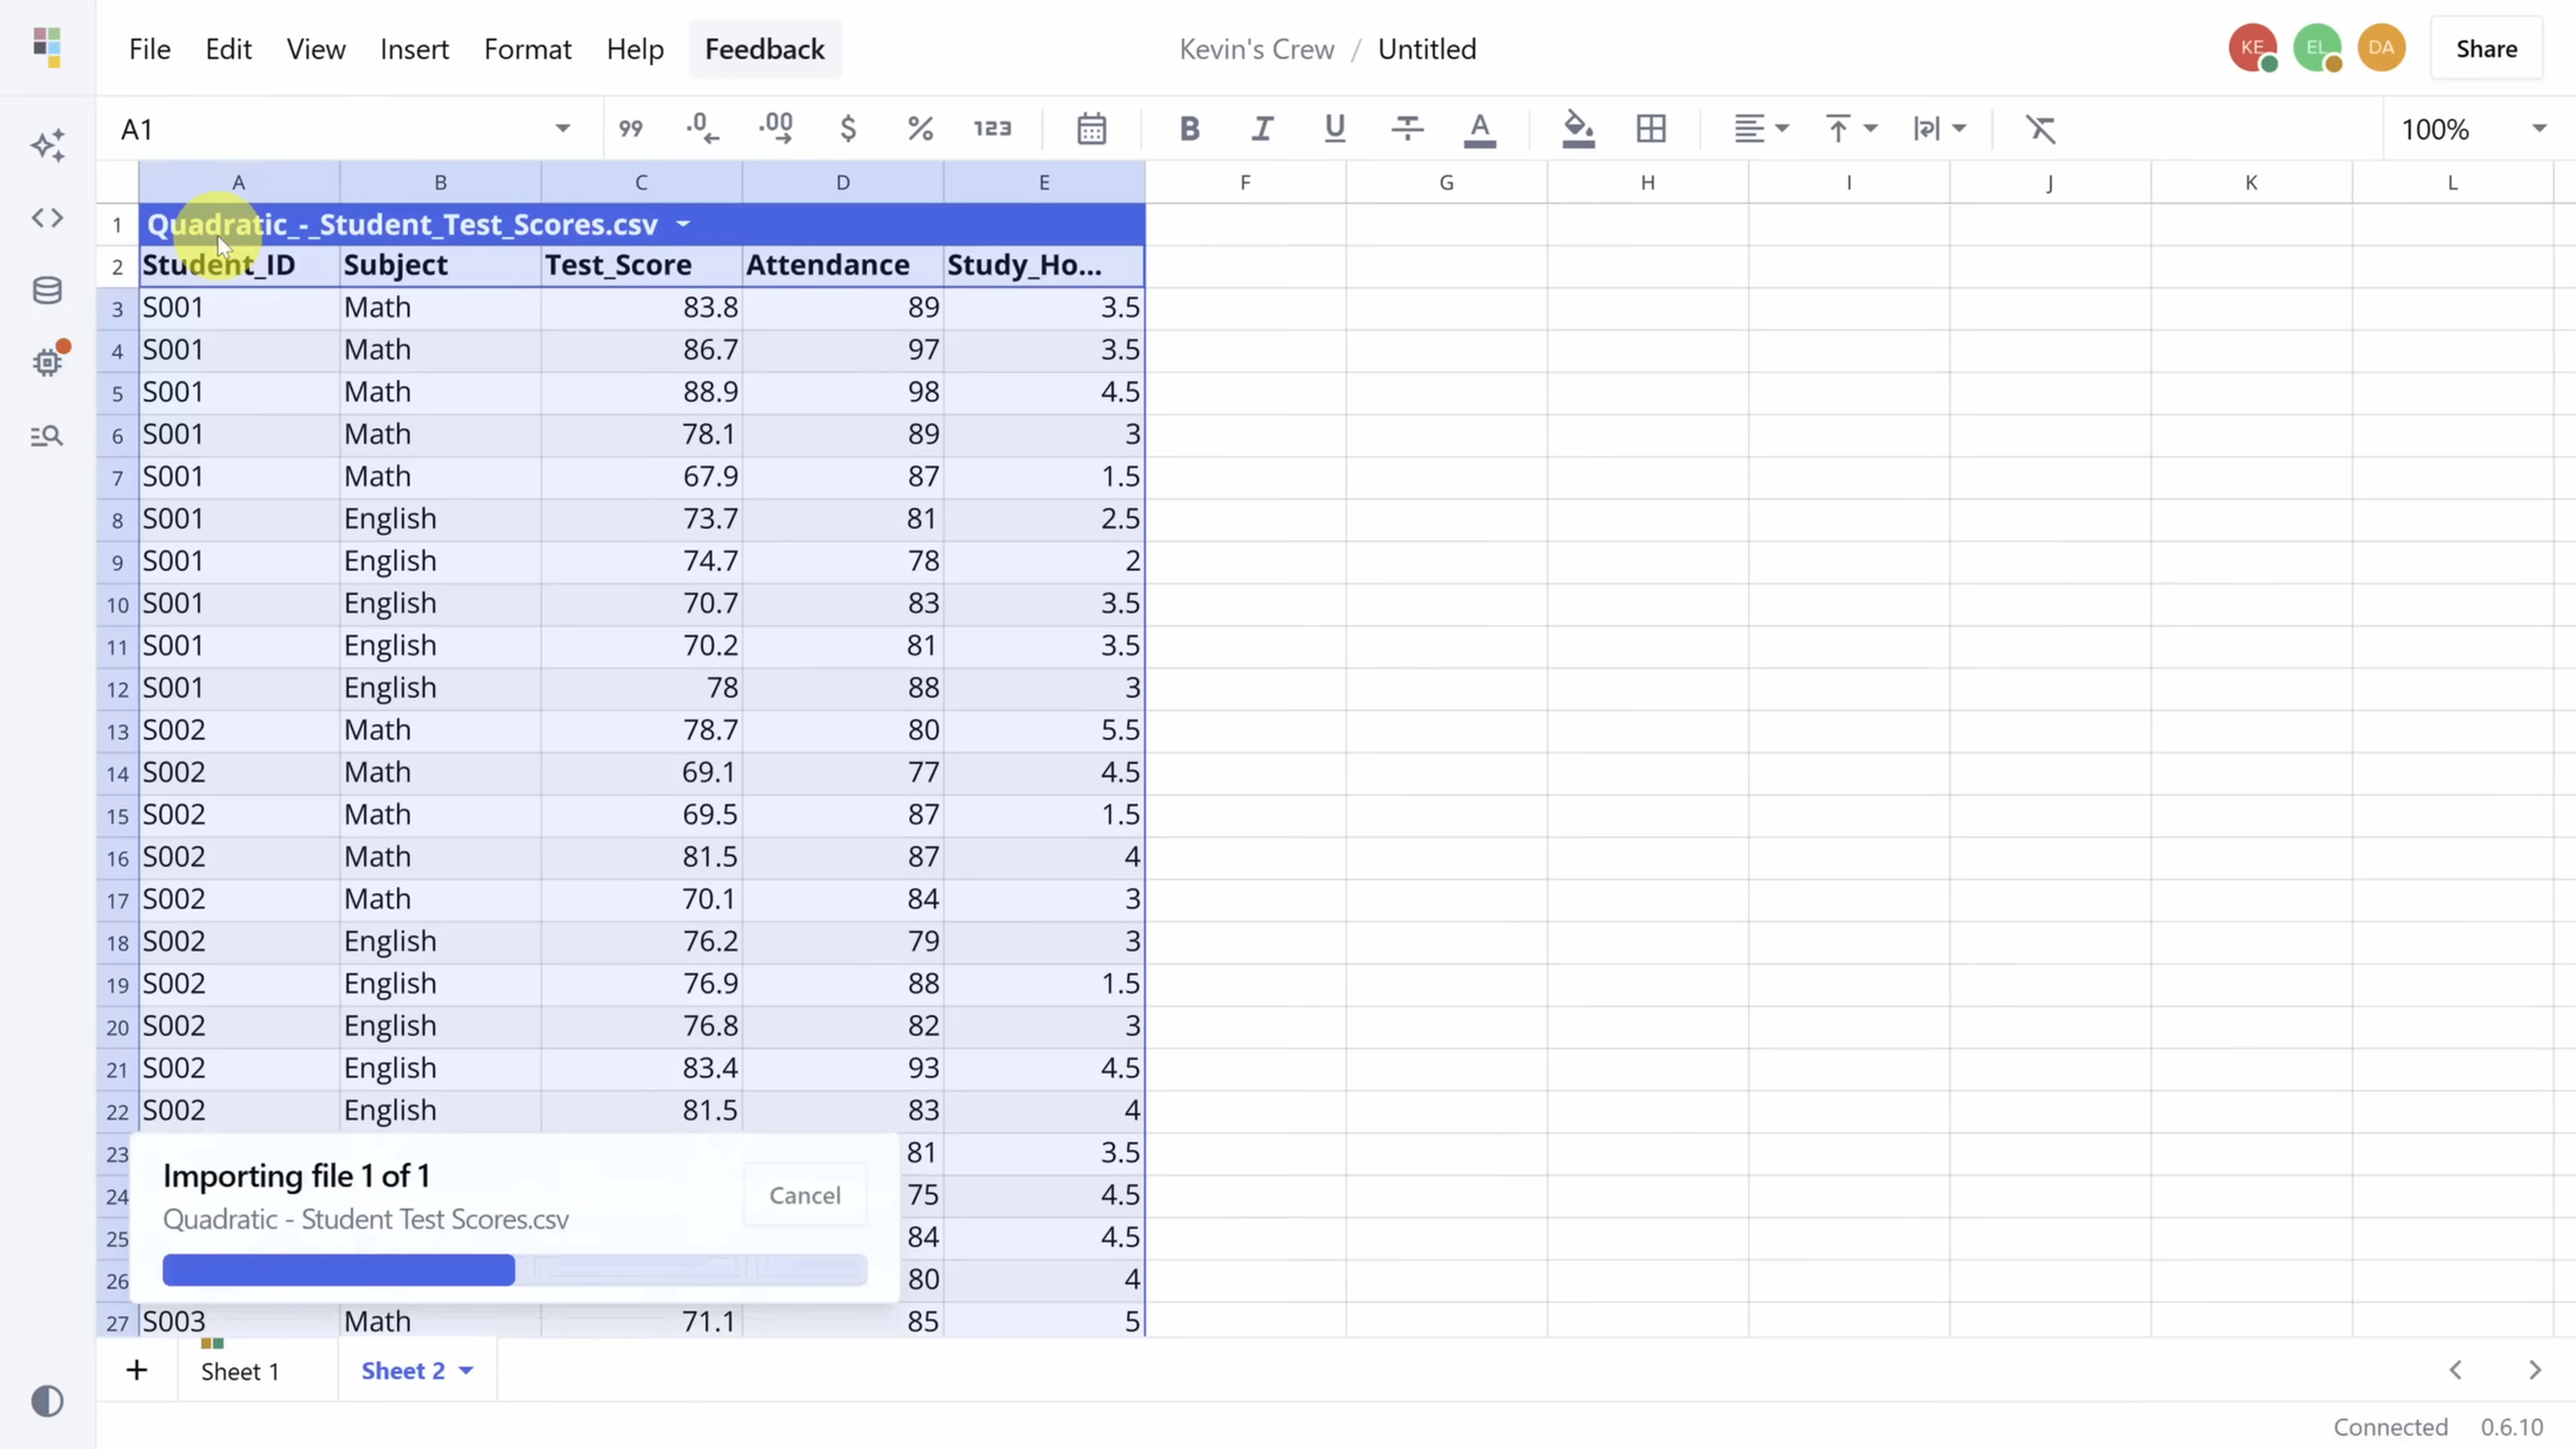 File Edit View Insert Format Help Feedback Kevin's Crew / Untitled KE EL DA Share
A1 99 .0 .00 $ % 123 B I U A 100%
A B C D E F G H I J K L
1 Quadratic_-_Student_Test_Scores.csv
2 Student_ID Subject Test_Score Attendance Study_Ho...
3 S001 Math 83.8 89 3.5
4 S001 Math 86.7 97 3.5
5 S001 Math 88.9 98 4.5
6 S001 Math 78.1 89 3
7 S001 Math 67.9 87 1.5
8 S001 English 73.7 81 2.5
9 S001 English 74.7 78 2
10 S001 English 70.7 83 3.5
11 S001 English 70.2 81 3.5
12 S001 English 78 88 3
13 S002 Math 78.7 80 5.5
14 S002 Math 69.1 77 4.5
15 S002 Math 69.5 87 1.5
16 S002 Math 81.5 87 4
17 S002 Math 70.1 84 3
18 S002 English 76.2 79 3
19 S002 English 76.9 88 1.5
20 S002 English 76.8 82 3
21 S002 English 83.4 93 4.5
22 S002 English 81.5 83 4
23 81 3.5
24 75 4.5
25 84 4.5
26 80 4
Importing file 1 of 1
Quadratic - Student Test Scores.csv
Cancel
27 S003 Math 71.1 85 5
+ Sheet 1 Sheet 2
Connected 0.6.10